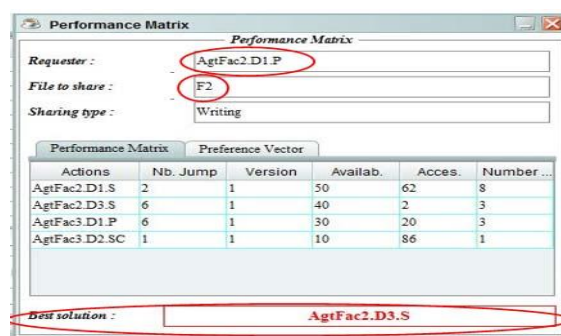 Performance Matrix
Performance Matrix
Requester : AgtFac2.D1.P
File to share : F2
Sharing type : Writing
Performance Matrix Preference Vector
Actions Nb. Jump Version Availab. Acces. Number ...
AgtFac2.D1.S 2 1 50 62 8
AgtFac2.D3.S 6 1 40 2 3
AgtFac3.D1.P 6 1 30 20 3
AgtFac3.D2.SC 1 1 10 86 1
Best solution : AgtFac2.D3.S